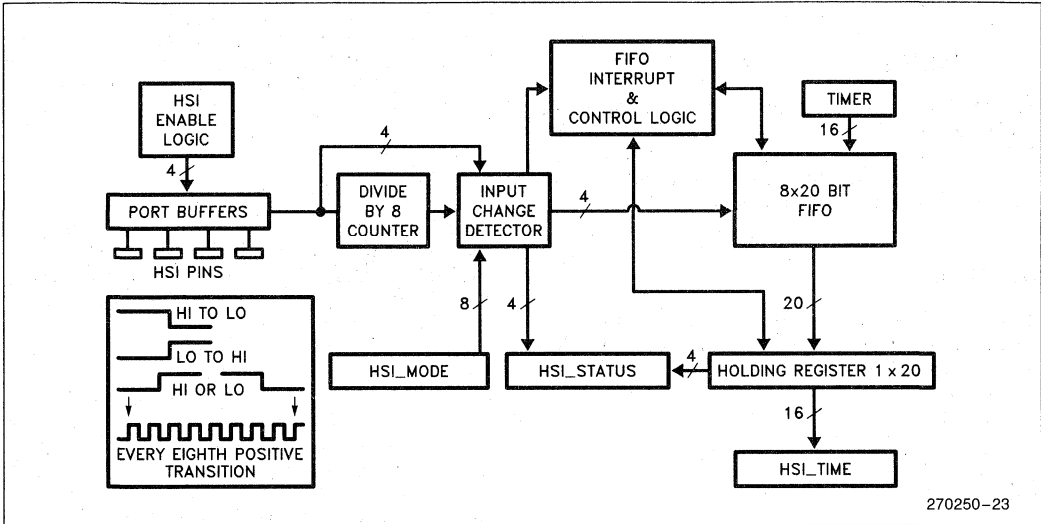 FIFO
INTERRUPT
&
CONTROL LOGIC
HSI
ENABLE
LOGIC
TIMER
4
16
4
PORT BUFFERS
DIVIDE
BY 8
COUNTER
INPUT
CHANGE
DETECTOR
4
8x20 BIT
FIFO
HSI PINS
HI TO LO
LO TO HI
HI OR LO
EVERY EIGHTH POSITIVE
TRANSITION
8
4
20
HSI_MODE
HSI_STATUS
4
HOLDING REGISTER 1 x 20
16
HSI_TIME
270250-23